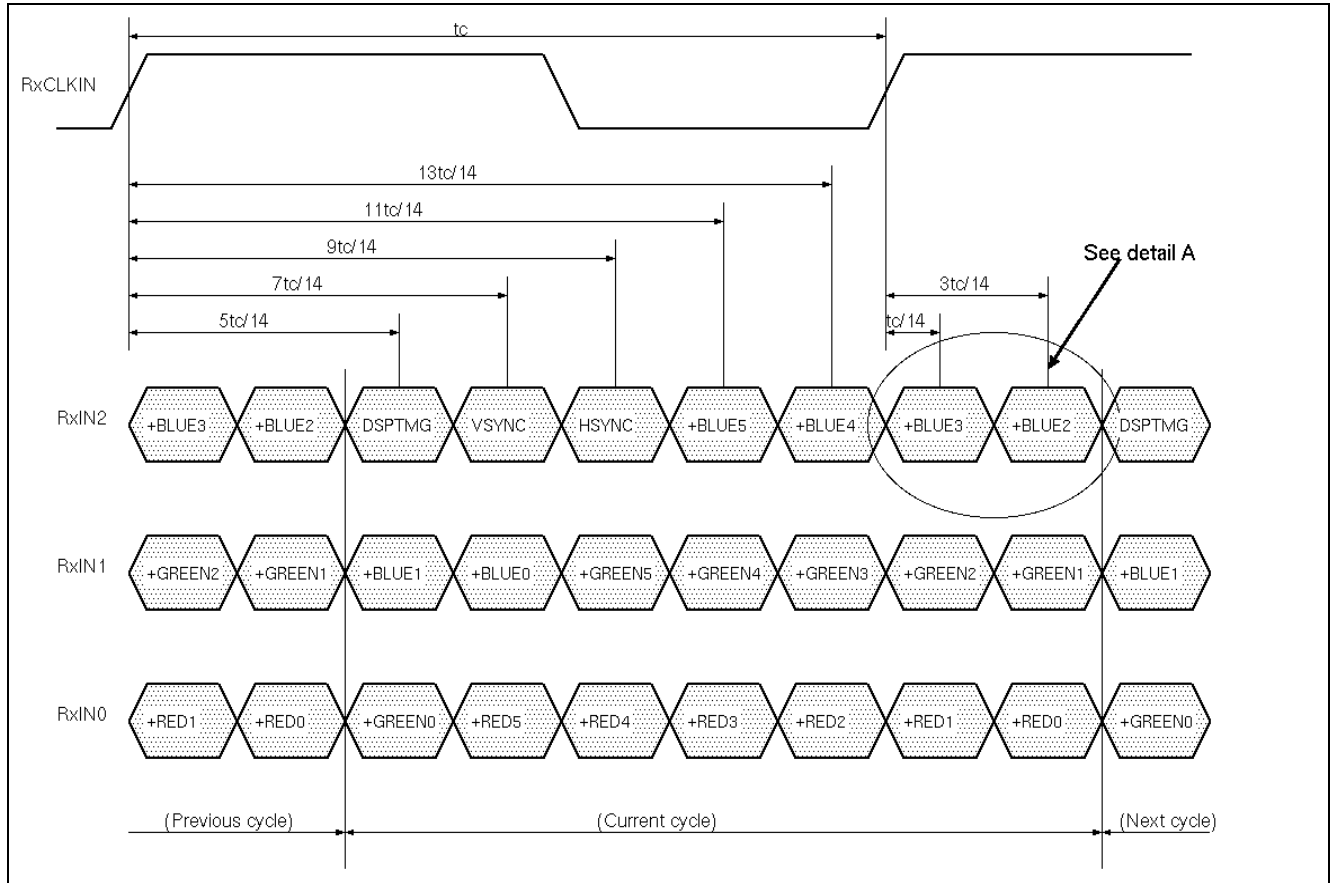 tc
RxCLKIN
13tc/14
11tc/14
9tc/14
See detail A
7tc/14
3tc/14
5tc/14
tc/14
RxIN2 +BLUE3 +BLUE2 DSPTMG VSYNC HSYNC +BLUE5 +BLUE4 +BLUE3 +BLUE2 DSPTMG
RxIN1 +GREEN2 +GREEN1 +BLUE1 +BLUE0 +GREEN5 +GREEN4 +GREEN3 +GREEN2 +GREEN1 +BLUE1
RxIN0 +RED1 +RED0 +GREEN0 +RED5 +RED4 +RED3 +RED2 +RED1 +RED0 +GREEN0
(Previous cycle) (Current cycle) (Next cycle)